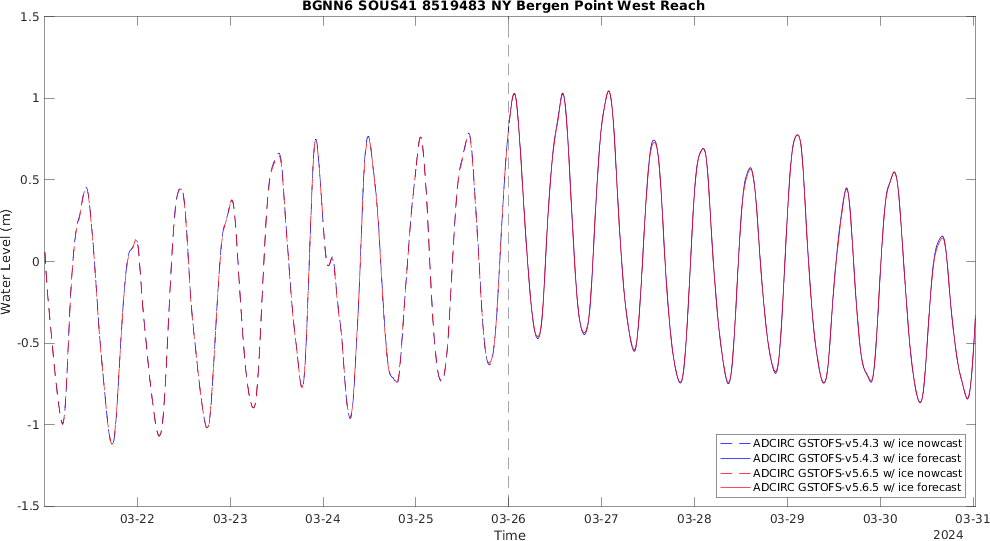 BGNN6 SOUS41 8519483 NY Bergen Point West Reach
1.5
1
0.5
0
-0.5
-1
-1.5
Water Level (m)
03-22 03-23 03-24 03-25 03-26 03-27 03-28 03-29 03-30 03-31
Time
2024
ADCIRC GSTOFS-v5.4.3 w/ ice nowcast
ADCIRC GSTOFS-v5.4.3 w/ ice forecast
ADCIRC GSTOFS-v5.6.5 w/ ice nowcast
ADCIRC GSTOFS-v5.6.5 w/ ice forecast